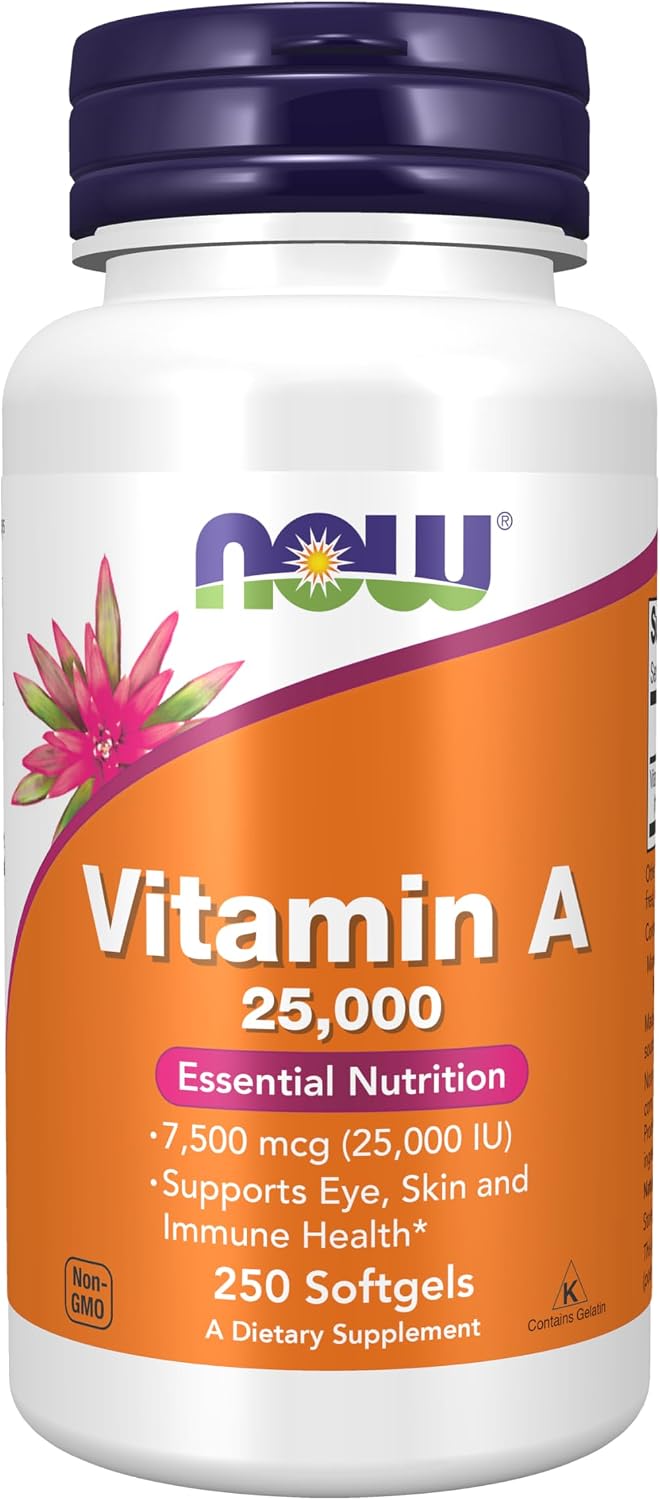 NOW®
Vitamin A
25,000
Essential Nutrition
•7,500 mcg (25,000 IU)
•Supports Eye, Skin and
Immune Health*
250 Softgels
A Dietary Supplement
Non-
GMO
K
Contains Gelatin